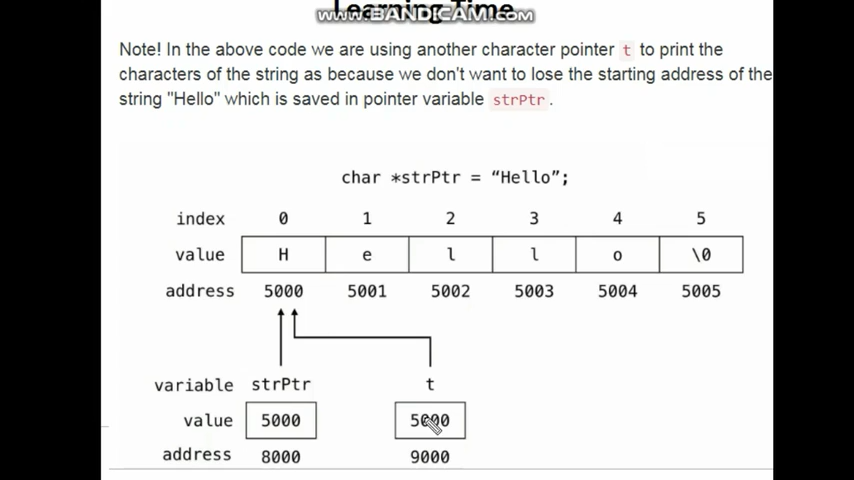 Learning Time
www.BANDICAM.com
Note! In the above code we are using another character pointer t to print the
characters of the string as because we don't want to lose the starting address of the
string "Hello" which is saved in pointer variable strPtr.
char *strPtr = “Hello”;
index 0 1 2 3 4 5
value H e l l o \0
address 5000 5001 5002 5003 5004 5005
variable strPtr t
value 5000 5000
address 8000 9000